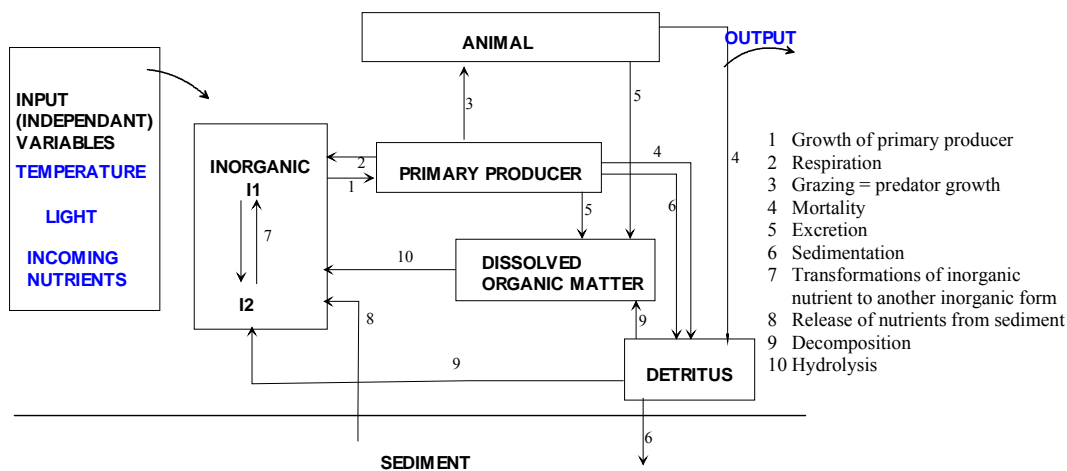 ANIMAL
OUTPUT
INPUT
(INDEPENDANT)
VARIABLES
TEMPERATURE
LIGHT
INCOMING
NUTRIENTS
INORGANIC
I1
7
I2
3
5
4
2
1
PRIMARY PRODUCER
4
6
5
10
DISSOLVED
ORGANIC MATTER
8
9
9
DETRITUS
6
SEDIMENT
1 Growth of primary producer
2 Respiration
3 Grazing = predator growth
4 Mortality
5 Excretion
6 Sedimentation
7 Transformations of inorganic
nutrient to another inorganic form
8 Release of nutrients from sediment
9 Decomposition
10 Hydrolysis